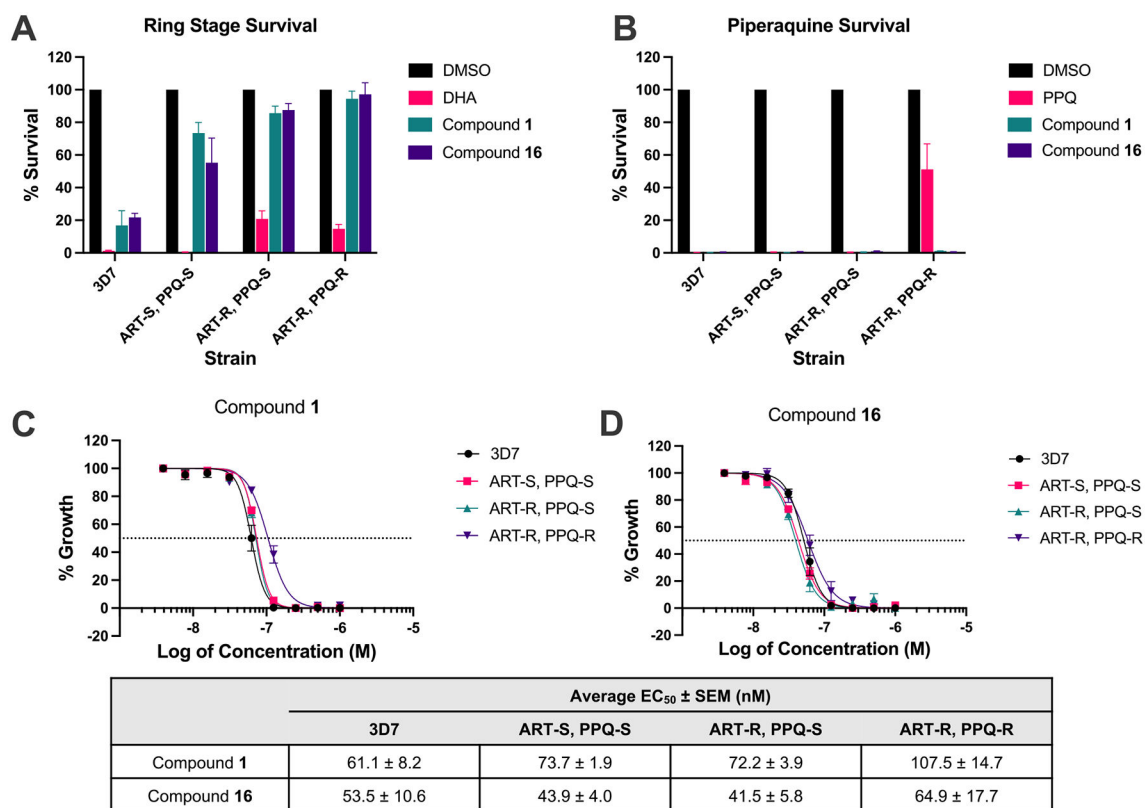 A
Ring Stage Survival
% Survival
120
100
80
60
40
20
0
3D7
ART-S, PPQ-S
ART-R, PPQ-S
ART-R, PPQ-R
Strain
DMSO
DHA
Compound 1
Compound 16
B
Piperaquine Survival
% Survival
120
100
80
60
40
20
0
3D7
ART-S, PPQ-S
ART-R, PPQ-S
ART-R, PPQ-R
Strain
DMSO
PPQ
Compound 1
Compound 16
C
Compound 1
% Growth
120
100
80
60
40
20
0
-20
-8
-7
-6
-5
Log of Concentration (M)
3D7
ART-S, PPQ-S
ART-R, PPQ-S
ART-R, PPQ-R
D
Compound 16
% Growth
120
100
80
60
40
20
0
-20
-8
-7
-6
-5
Log of Concentration (M)
3D7
ART-S, PPQ-S
ART-R, PPQ-S
ART-R, PPQ-R
Average EC₅₀ ± SEM (nM)
3D7 ART-S, PPQ-S ART-R, PPQ-S ART-R, PPQ-R
Compound 1 61.1 ± 8.2 73.7 ± 1.9 72.2 ± 3.9 107.5 ± 14.7
Compound 16 53.5 ± 10.6 43.9 ± 4.0 41.5 ± 5.8 64.9 ± 17.7